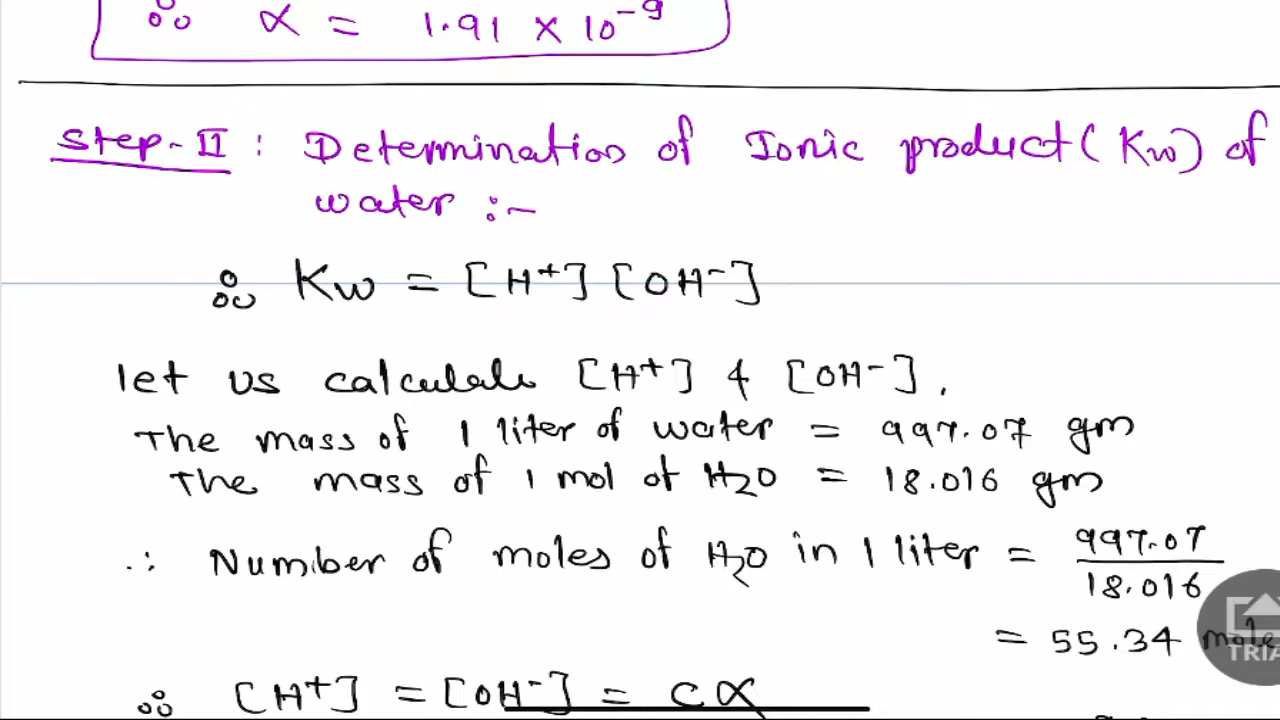 ∴ α = 1.91 × 10⁻⁹
Step-II : Determination of Ionic product (Kw) of
water :-
∴ Kw = [H⁺] [OH⁻]
let us calculate [H⁺] & [OH⁻].
The mass of 1 liter of water = 997.07 gm
The mass of 1 mol of H₂O = 18.016 gm
∴ Number of moles of H₂O in 1 liter = 997.07 / 18.016
= 55.34 mole
TRIA
∴ [H⁺] = [OH⁻] = cα